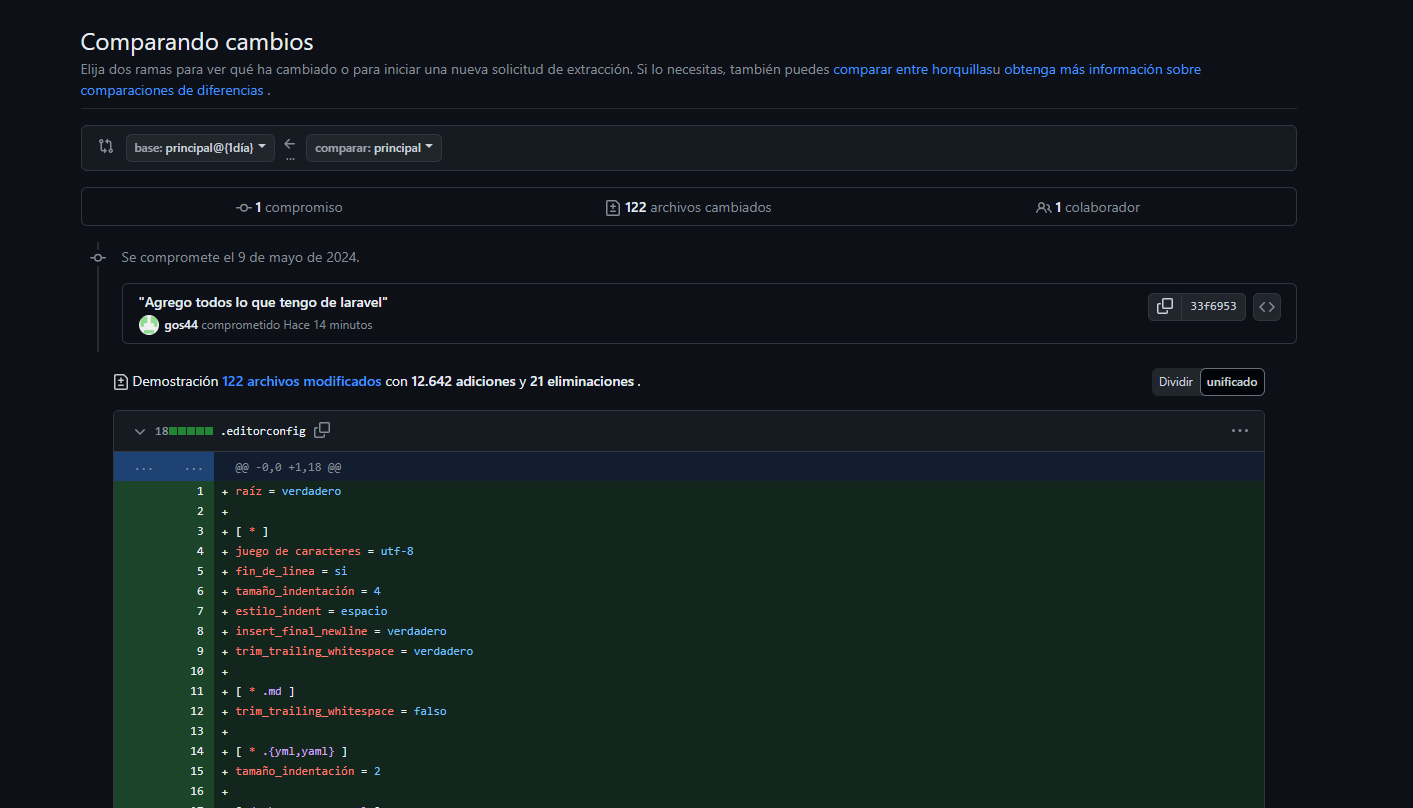 Comparando cambios
Elija dos ramas para ver qué ha cambiado o para iniciar una nueva solicitud de extracción. Si lo necesitas, también puedes comparar entre horquillasu obtenga más información sobre
comparaciones de diferencias .
base: principal@{1día} ... comparar: principal
1 compromiso 122 archivos cambiados 1 colaborador
Se compromete el 9 de mayo de 2024.
"Agrego todos lo que tengo de laravel"
33f6953
gos44 comprometido Hace 14 minutos
Demostración 122 archivos modificados con 12.642 adiciones y 21 eliminaciones .
Dividir unificado
18 .editorconfig ...
... ... @@ -0,0 +1,18 @@
1 + raíz = verdadero
2 +
3 + [ * ]
4 + juego de caracteres = utf-8
5 + fin_de_linea = si
6 + tamaño_indentación = 4
7 + estilo_indent = espacio
8 + insert_final_newline = verdadero
9 + trim_trailing_whitespace = verdadero
10 +
11 + [ * .md ]
12 + trim_trailing_whitespace = falso
13 +
14 + [ * .{yml,yaml} ]
15 + tamaño_indentación = 2
16 +